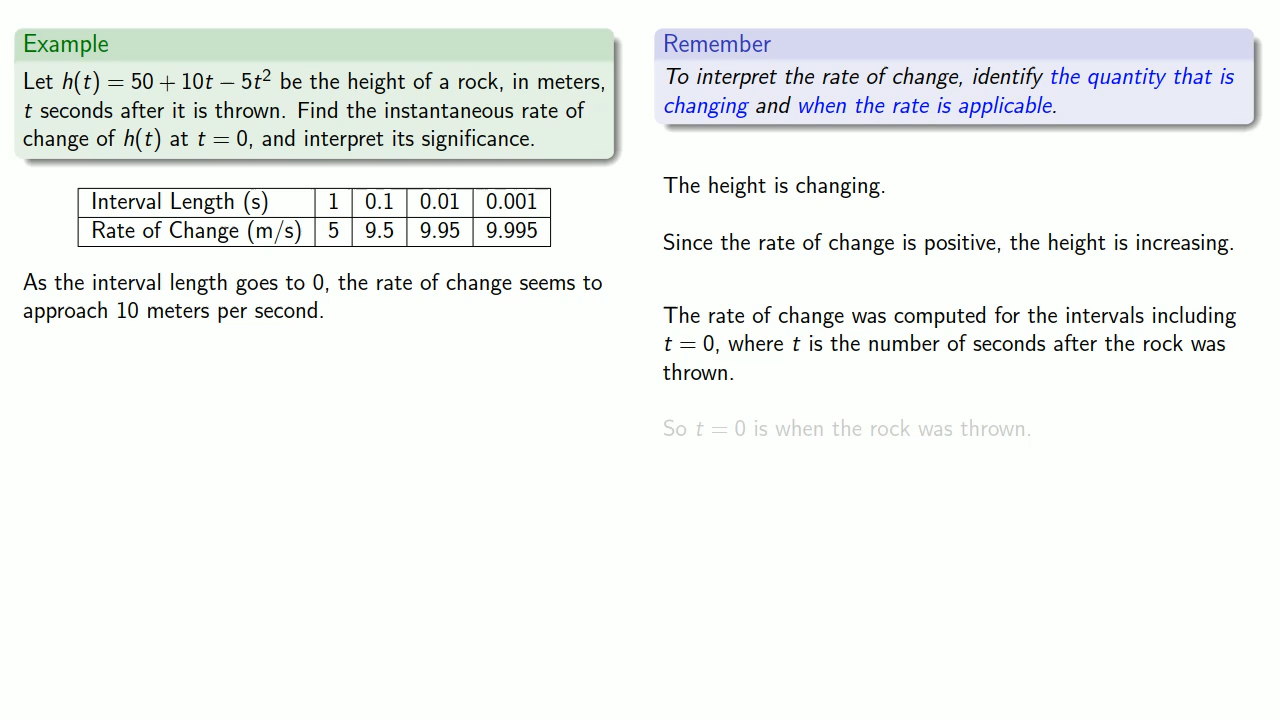 Example
Let h(t) = 50 + 10t − 5t² be the height of a rock, in meters,
t seconds after it is thrown. Find the instantaneous rate of
change of h(t) at t = 0, and interpret its significance.
Interval Length (s) 1 0.1 0.01 0.001
Rate of Change (m/s) 5 9.5 9.95 9.995
As the interval length goes to 0, the rate of change seems to
approach 10 meters per second.
Remember
To interpret the rate of change, identify the quantity that is
changing and when the rate is applicable.
The height is changing.
Since the rate of change is positive, the height is increasing.
The rate of change was computed for the intervals including
t = 0, where t is the number of seconds after the rock was
thrown.
So t = 0 is when the rock was thrown.